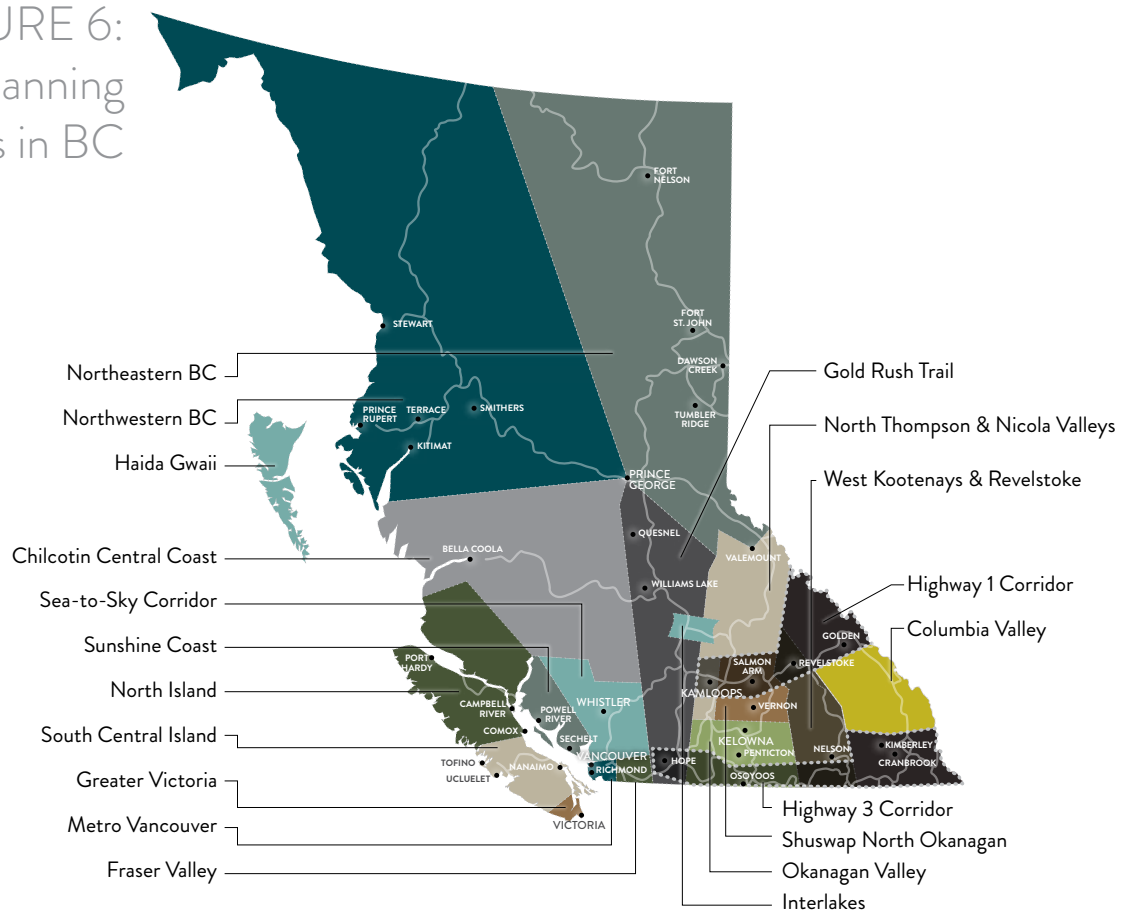 URE 6:
anning
s in BC
Northeastern BC
Northwestern BC
Haida Gwaii
Chilcotin Central Coast
Sea-to-Sky Corridor
Sunshine Coast
North Island
South Central Island
Greater Victoria
Metro Vancouver
Fraser Valley
FORT
NELSON
FORT
ST. JOHN
DAWSON
CREEK
TUMBLER
RIDGE
STEWART
PRINCE
RUPERT
TERRACE
SMITHERS
KITIMAT
PRINCE
GEORGE
QUESNEL
VALEMOUNT
BELLA COOLA
WILLIAMS LAKE
GOLDEN
PORT
HARDY
SALMON
ARM
REVELSTOKE
KAMLOOPS
CAMPBELL
RIVER
POWELL
RIVER
WHISTLER
VERNON
COMOX
SECHELT
KELOWNA
PENTICTON
NELSON
KIMBERLEY
CRANBROOK
TOFINO
UCLUELET
NANAIMO
VANCOUVER
RICHMOND
HOPE
OSOYOOS
VICTORIA
Gold Rush Trail
North Thompson & Nicola Valleys
West Kootenays & Revelstoke
Highway 1 Corridor
Columbia Valley
Highway 3 Corridor
Shuswap North Okanagan
Okanagan Valley
Interlakes